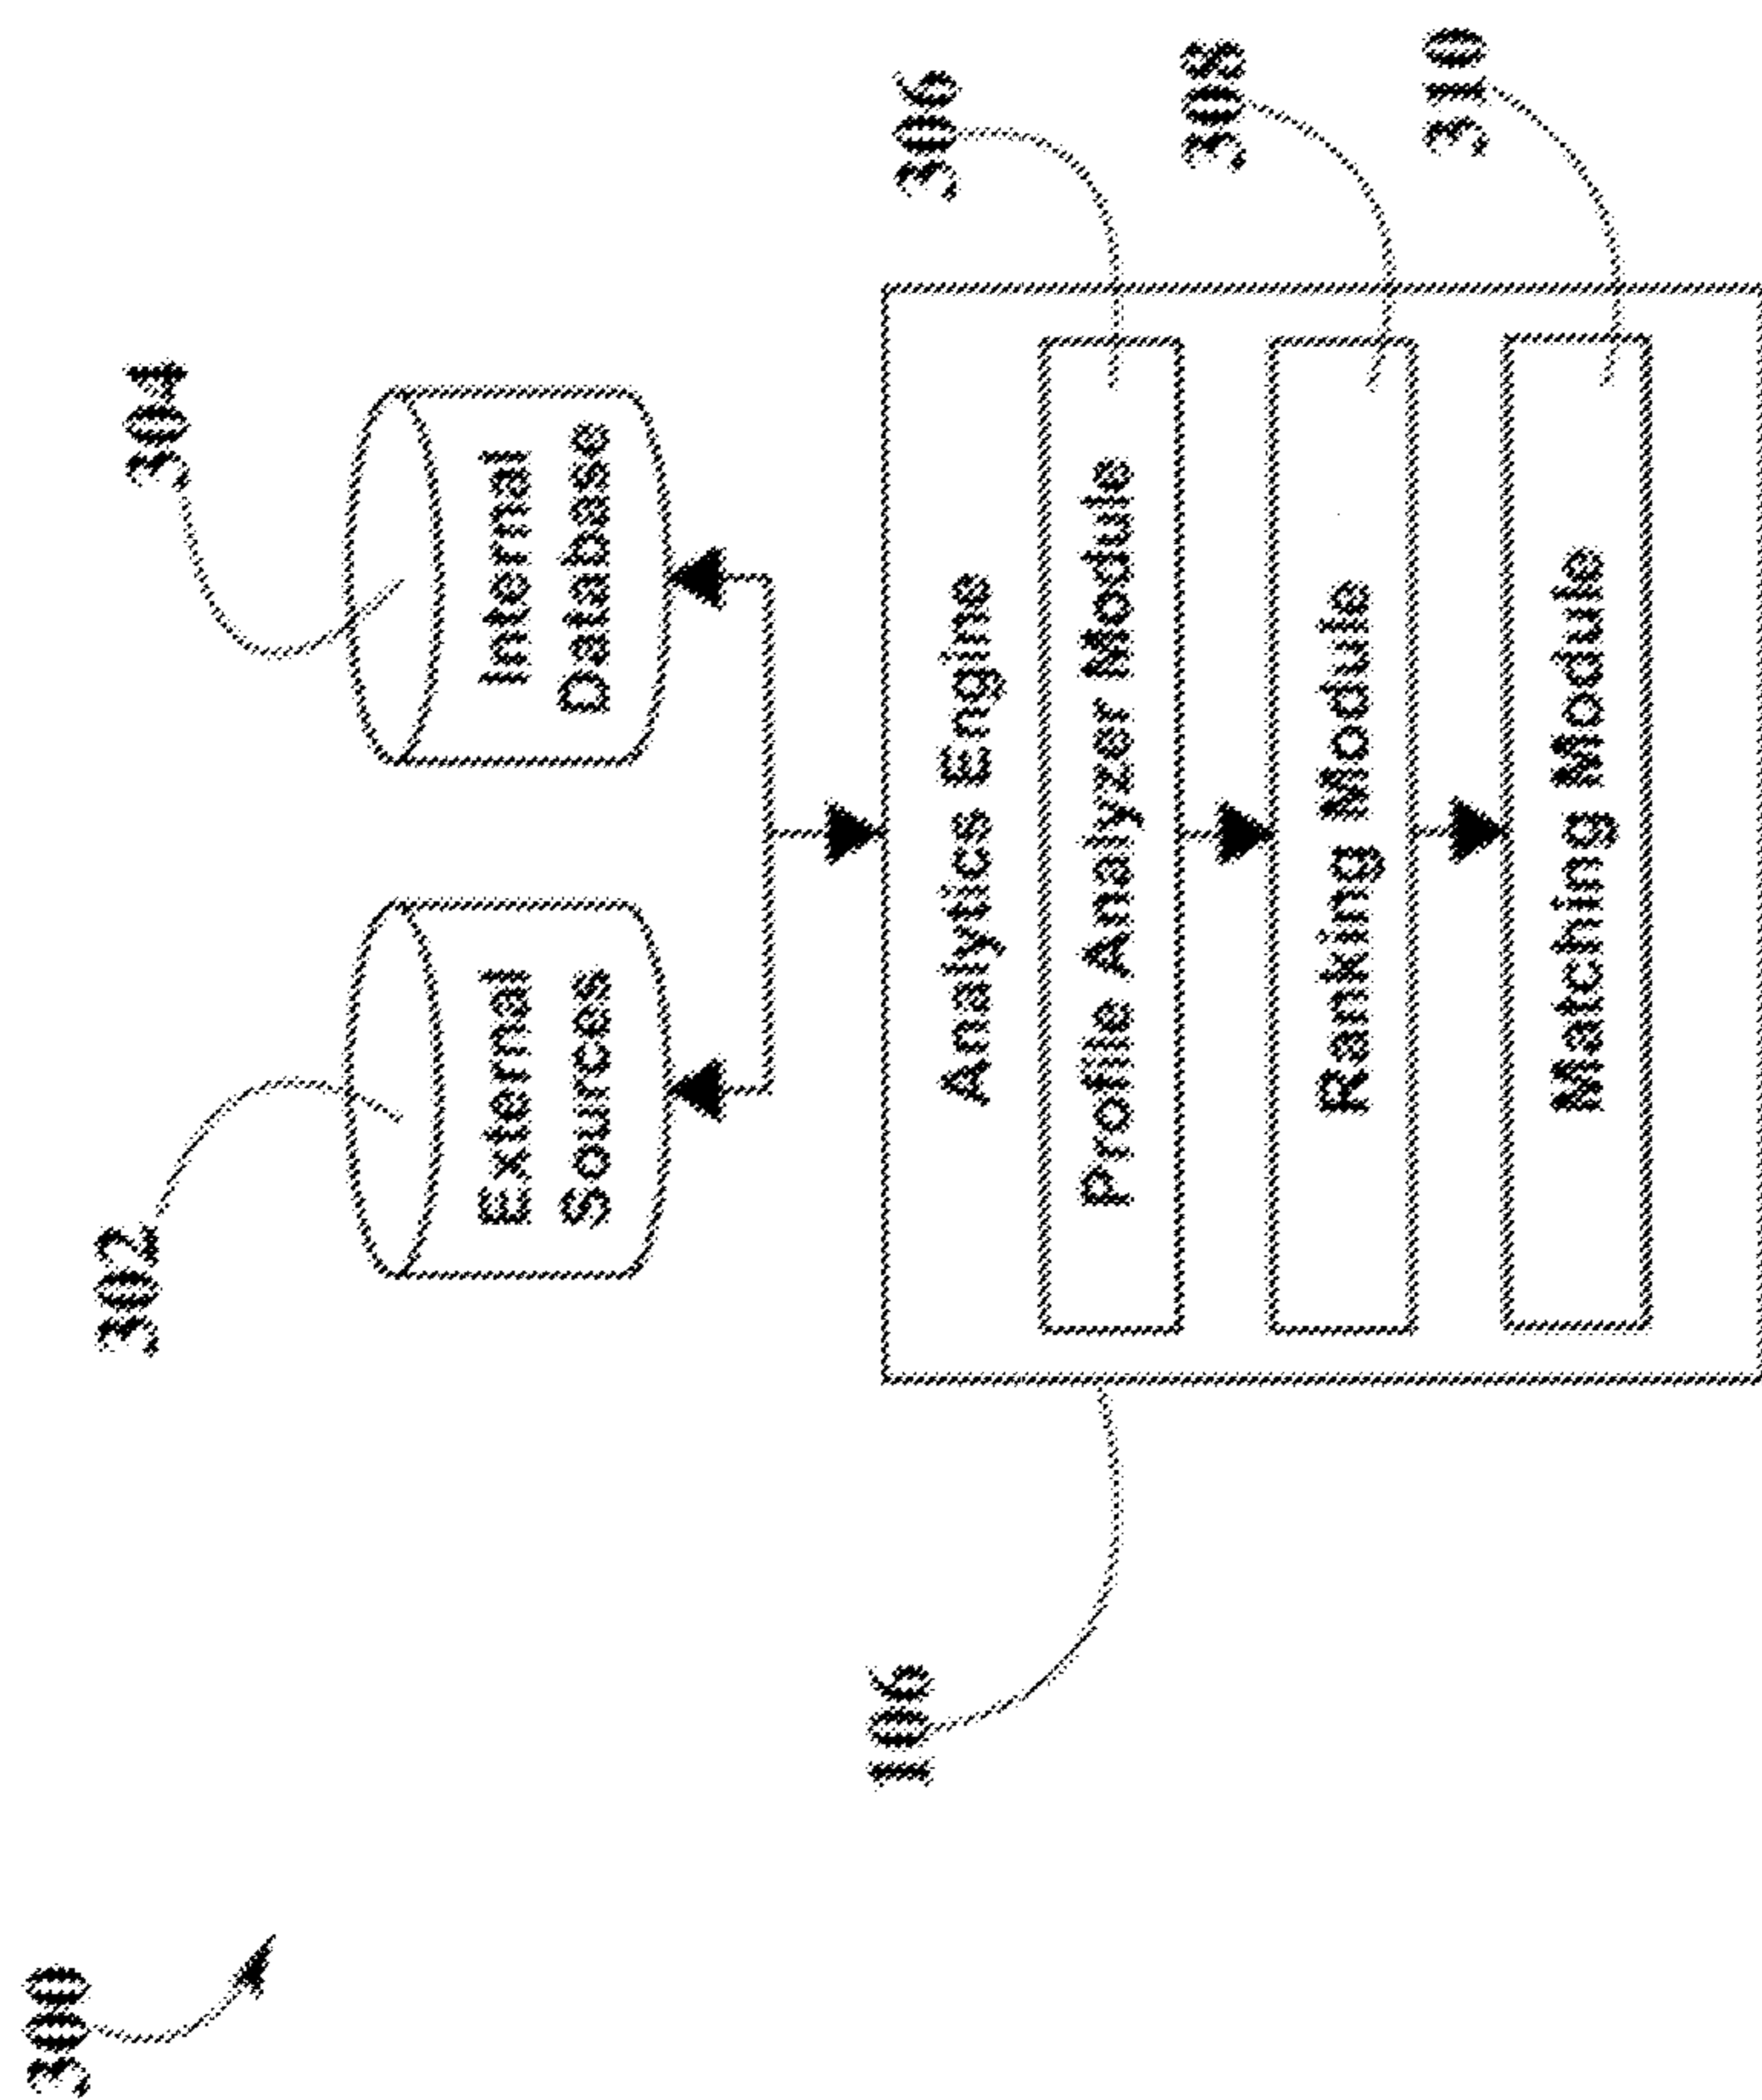 300
302
304
External
Sources
Internal
Database
106
306
308
310
Analytics Engine
Profile Analyzer Module
Ranking Module
Matching Module